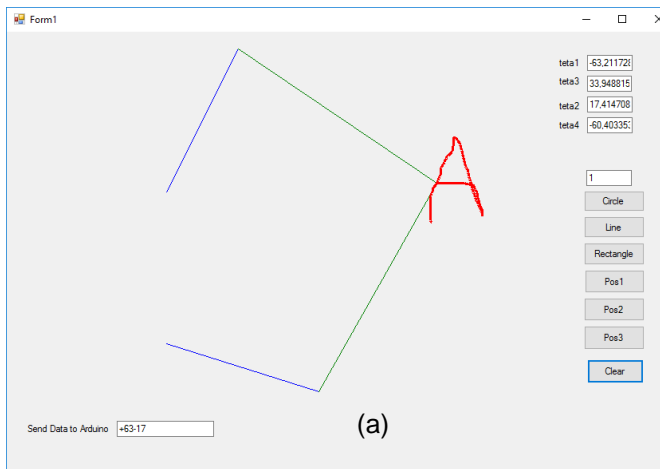 Form1
teta1 -63,211728
teta3 33,948815
teta2 17,414708
teta4 -60,403353
A
1
Circle
Line
Rectangle
Pos1
Pos2
Pos3
Clear
Send Data to Arduino +63-17
(a)